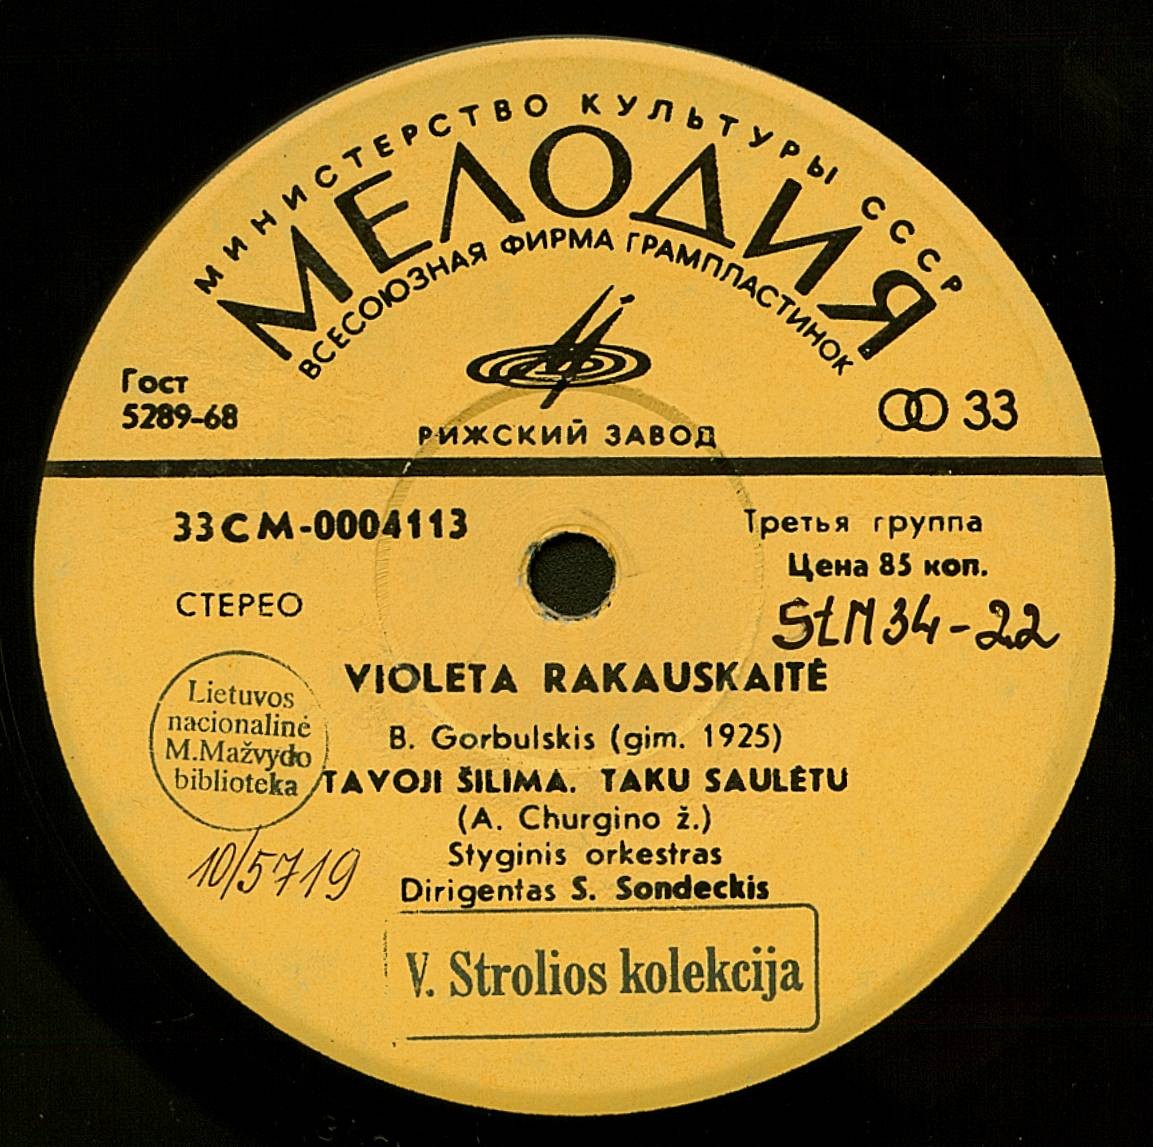 МИНИСТЕРСТВО КУЛЬТУРЫ СССР
МЕЛОДИЯ
ВСЕСОЮЗНАЯ ФИРМА ГРАМПЛАСТИНОК
Гост
5289-68
33
РИЖСКИЙ ЗАВОД
33СМ-0004113
Третья группа
Цена 85 коп.
СТЕРЕО
StM34-22
VIOLETA RAKAUSKAITĖ
Lietuvos
nacionalinė
M.Mažvydo
biblioteka
B. Gorbulskis (gim. 1925)
TAVOJI ŠILIMA. TAKU SAULĖTU
(A. Churgino ž.)
Styginis orkestras
10/5719
Dirigentas S. Sondeckis
V. Strolios kolekcija